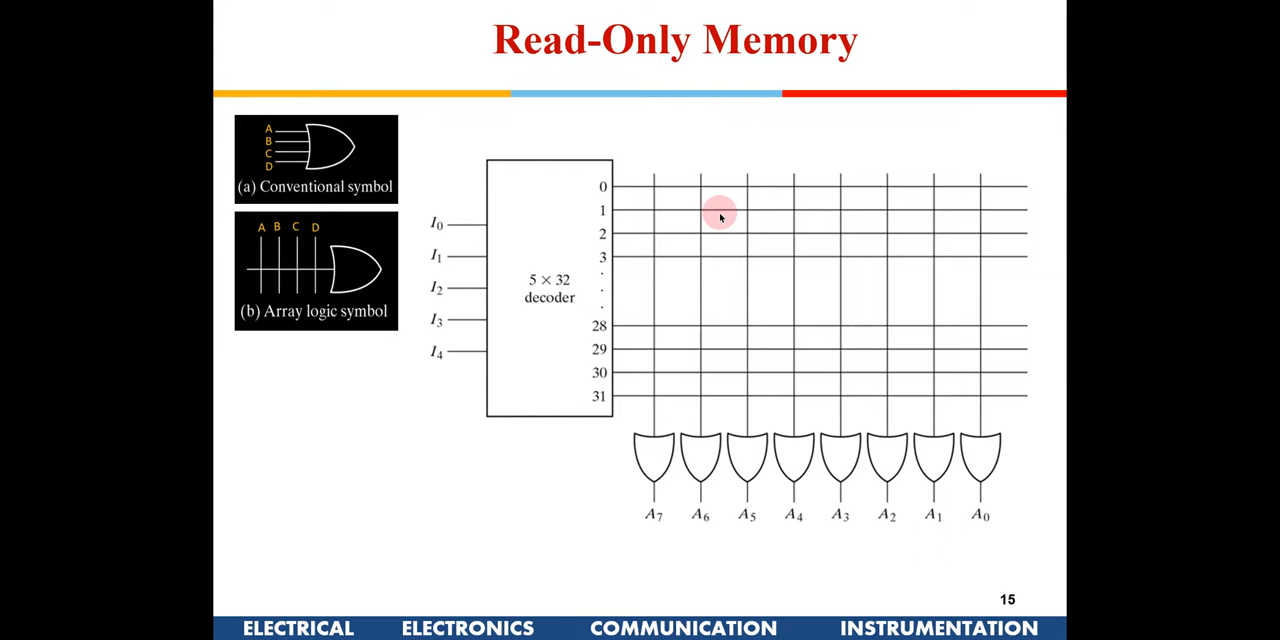 Read-Only Memory
A
B
C
D
(a) Conventional symbol
A B C D
(b) Array logic symbol
I0
I1
I2
I3
I4
5 × 32
decoder
0
1
2
3
.
.
.
28
29
30
31
A7 A6 A5 A4 A3 A2 A1 A0
15
ELECTRICAL ELECTRONICS COMMUNICATION INSTRUMENTATION